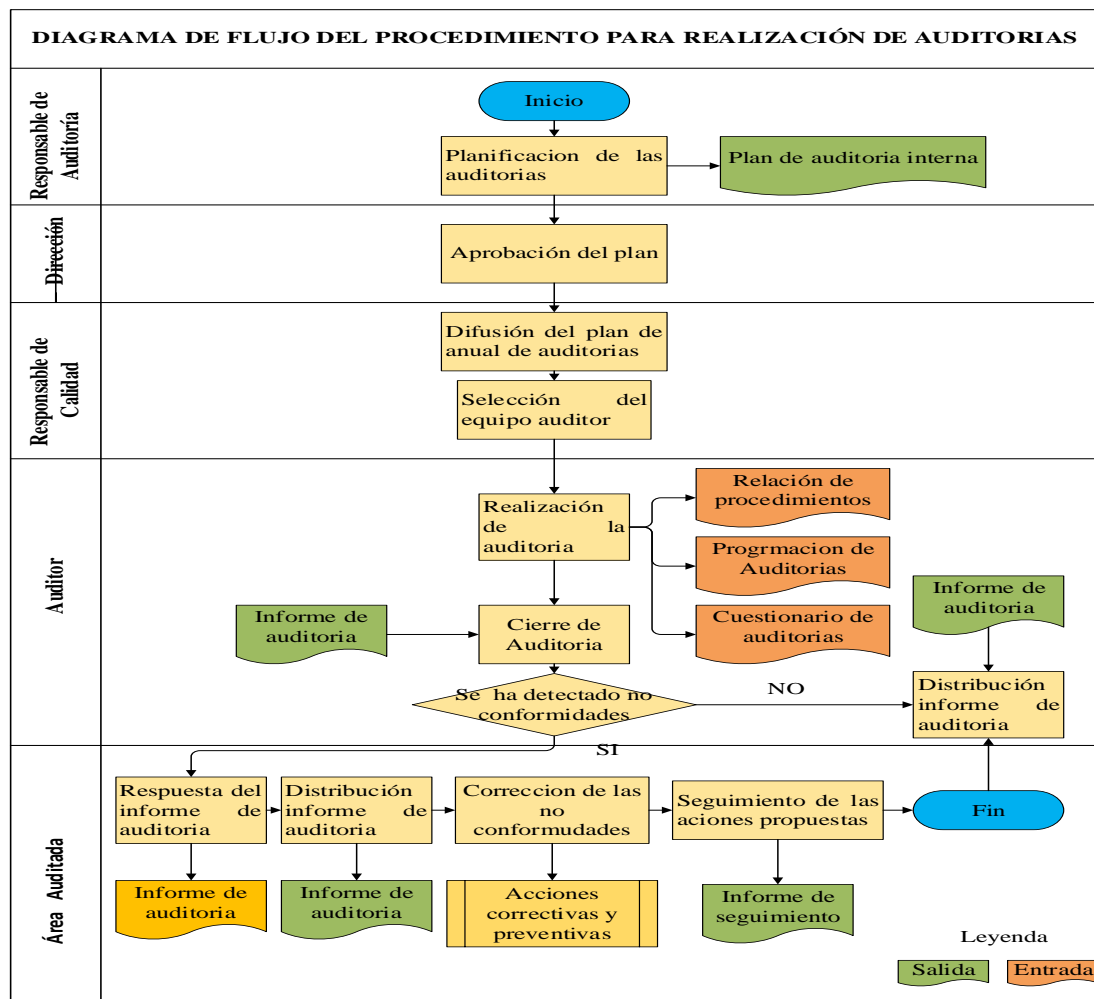 DIAGRAMA DE FLUJO DEL PROCEDIMIENTO PARA REALIZACIÓN DE AUDITORIAS
Responsable de
Auditoría
Inicio
Planificacion de las
auditorias
Plan de auditoria interna
Dirección
Aprobación del plan
Responsable de
Calidad
Difusión del plan de
anual de auditorias
Selección del
equipo auditor
Auditor
Realización
de la
auditoria
Relación de
procedimientos
Progrmacion de
Auditorias
Cuestionario de
auditorias
Informe de
auditoria
Cierre de
Auditoria
Informe de
auditoria
Se ha detectado no
conformidades
NO
Distribución
informe de
auditoria
SI
Área Auditada
Respuesta del
informe de
auditoria
Distribución
informe de
auditoria
Correccion de las
no
conformudades
Seguimiento de las
aciones propuestas
Fin
Informe de
auditoria
Informe de
auditoria
Acciones
correctivas y
preventivas
Informe de
seguimiento
Leyenda
Salida
Entrada